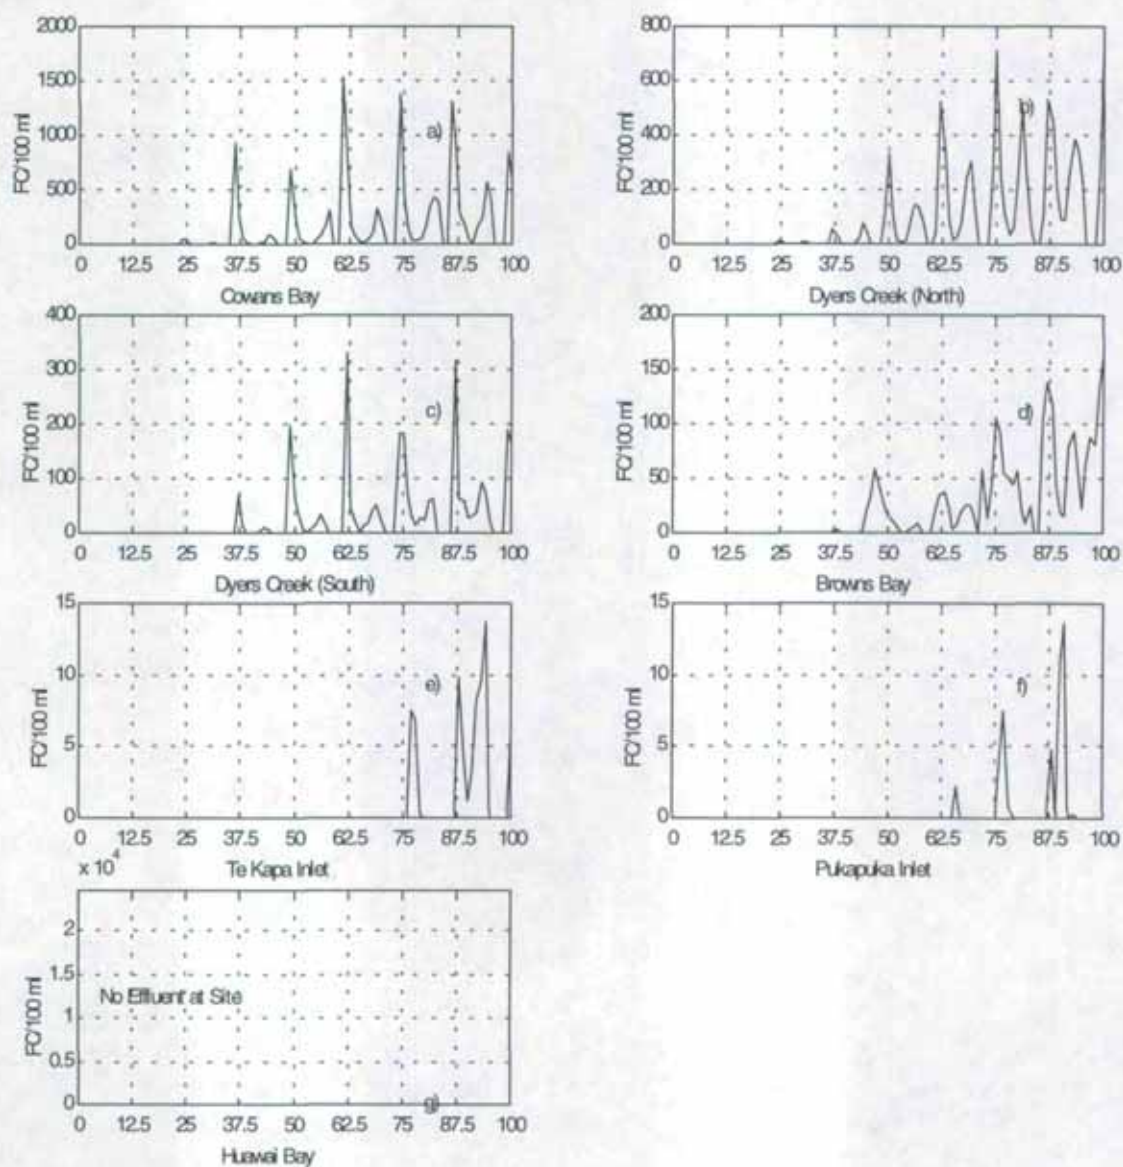 2000
1500
1000
500
0
FC/100 ml
a)
0 12.5 25 37.5 50 62.5 75 87.5 100
Cowans Bay
800
600
400
200
0
FC/100 ml
b)
0 12.5 25 37.5 50 62.5 75 87.5 100
Dyers Creek (North)
400
300
200
100
0
FC/100 ml
c)
0 12.5 25 37.5 50 62.5 75 87.5 100
Dyers Creek (South)
200
150
100
50
0
FC/100 ml
d)
0 12.5 25 37.5 50 62.5 75 87.5 100
Browns Bay
15
10
5
0
FC/100 ml
e)
0 12.5 25 37.5 50 62.5 75 87.5 100
Te Kapa Inlet
15
10
5
0
FC/100 ml
f)
0 12.5 25 37.5 50 62.5 75 87.5 100
Pukapuka Inlet
x 10^4
2
1.5
1
0.5
0
FC/100 ml
No Effluent at Site
g)
0 12.5 25 37.5 50 62.5 75 87.5 100
Huawai Bay